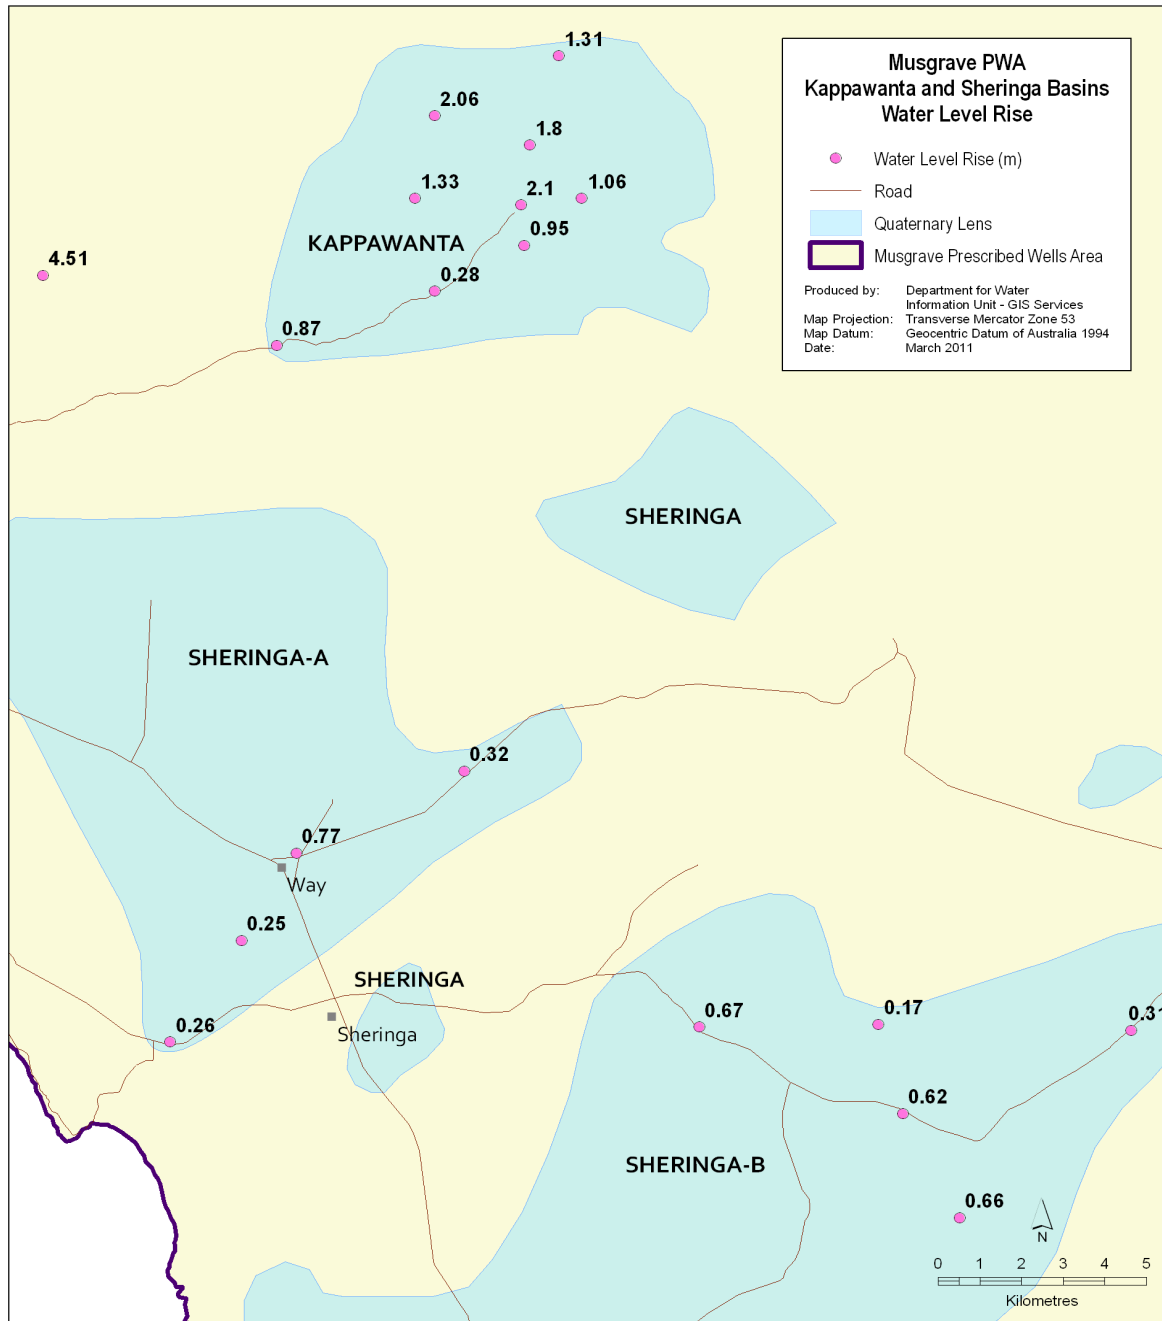 Musgrave PWA
Kappawanta and Sheringa Basins
Water Level Rise
Water Level Rise (m)
Road
Quaternary Lens
Musgrave Prescribed Wells Area
Produced by: Department for Water
Information Unit - GIS Services
Map Projection: Transverse Mercator Zone 53
Map Datum: Geocentric Datum of Australia 1994
Date: March 2011
1.31
2.06
1.8
1.33
2.1
1.06
KAPPAWANTA
0.95
4.51
0.28
0.87
SHERINGA
SHERINGA-A
0.32
0.77
Way
0.25
SHERINGA
0.26
Sheringa
0.67
0.17
0.31
0.62
SHERINGA-B
0.66
N
0 1 2 3 4 5
Kilometres